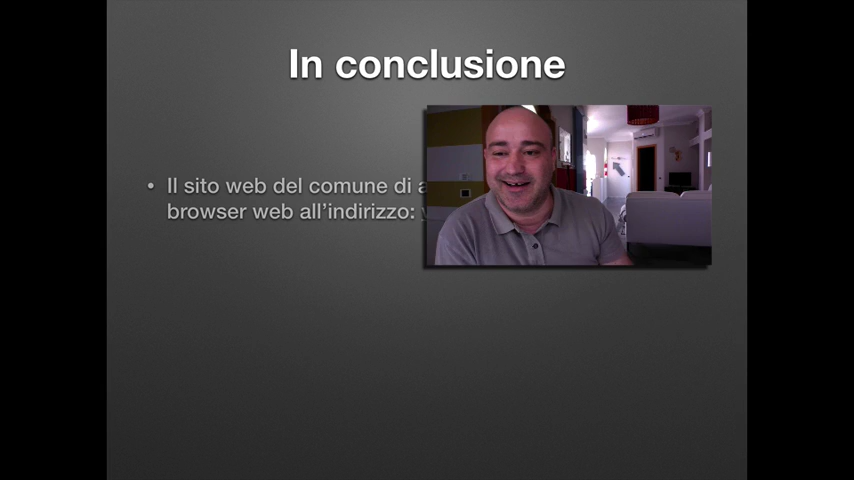 In conclusione
• Il sito web del comune di
browser web all’indirizzo: